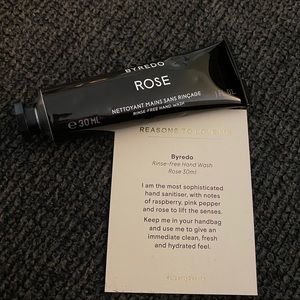 BYREDO
ROSE
NETTOYANT MAINS SANS RINÇAGE
RINSE-FREE HAND WASH
℮ 30 ML
REASONS TO LOVE
Byredo
Rinse-free Hand Wash
Rose 30ml
I am the most sophisticated
hand sanitiser, with notes
of raspberry, pink pepper
and rose to lift the senses.
Keep me in your handbag
and use me to give an
immediate clean, fresh
and hydrated feel.